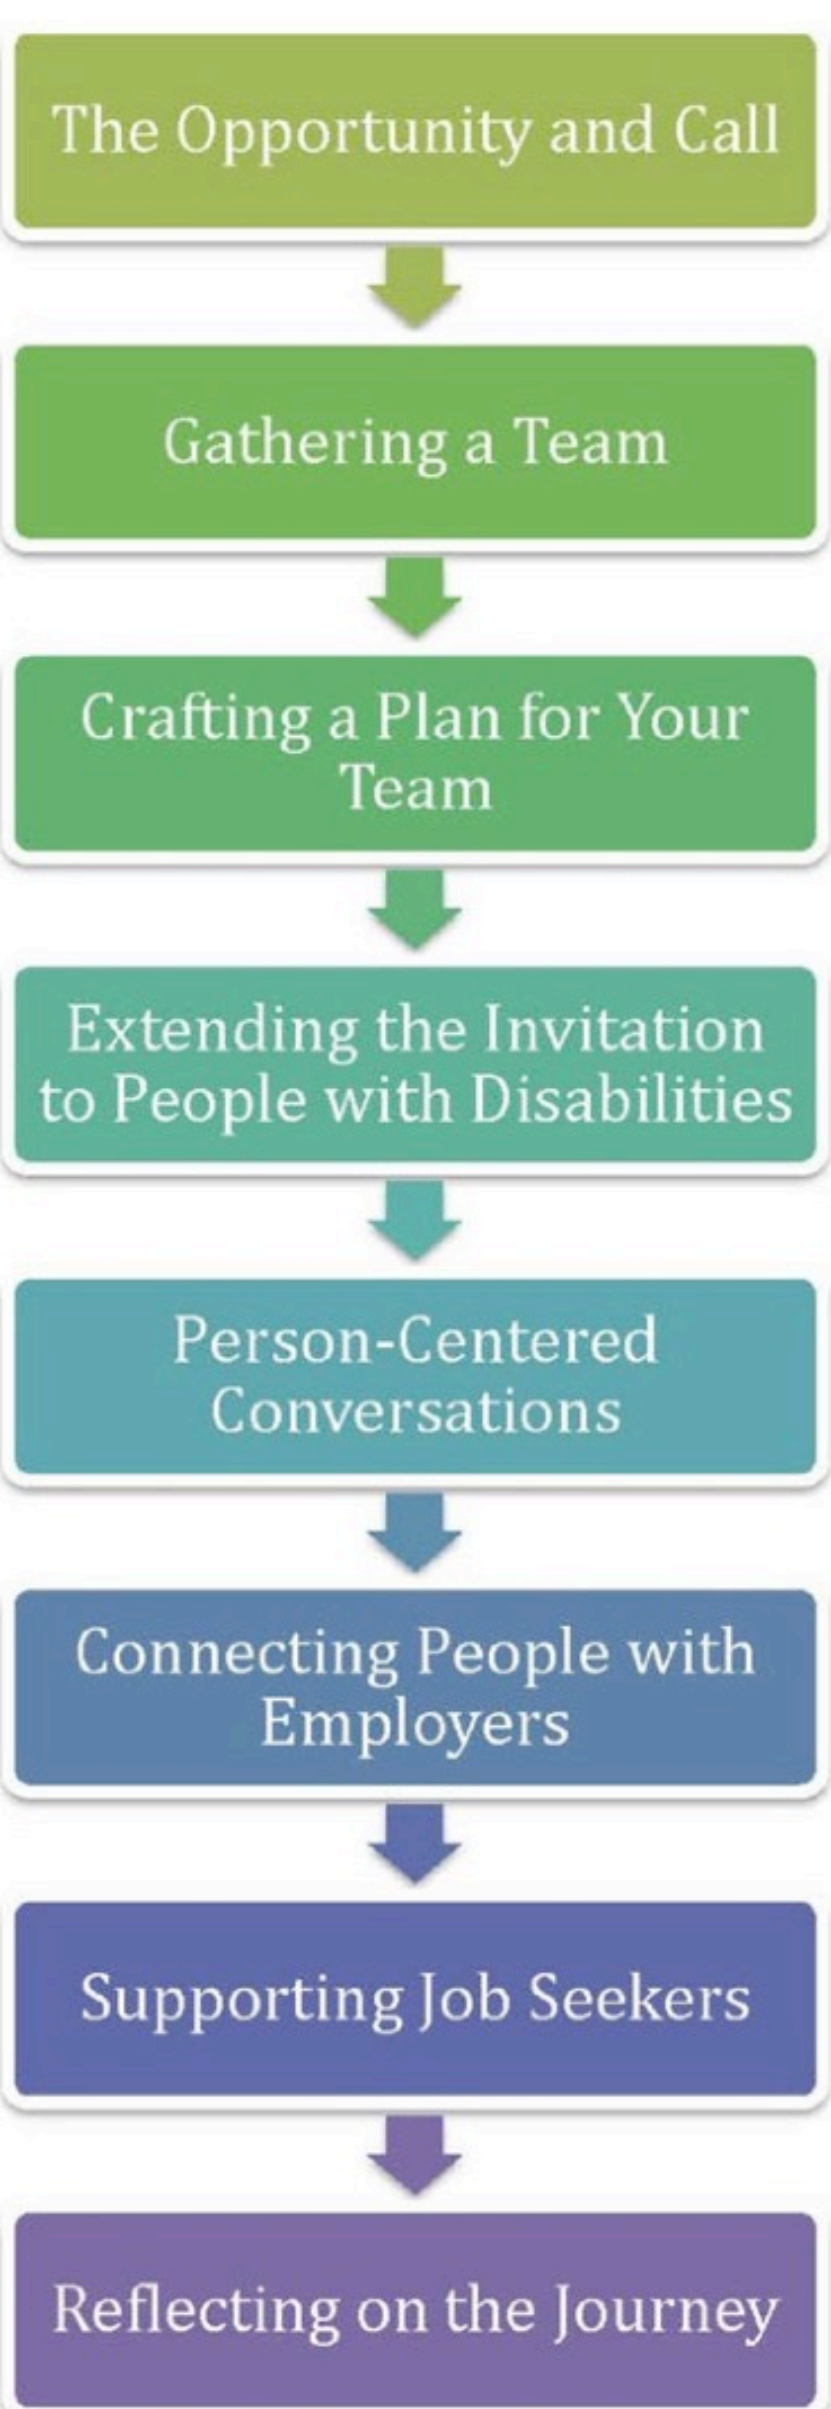 The Opportunity and Call
Gathering a Team
Crafting a Plan for Your
Team
Extending the Invitation
to People with Disabilities
Person-Centered
Conversations
Connecting People with
Employers
Supporting Job Seekers
Reflecting on the Journey